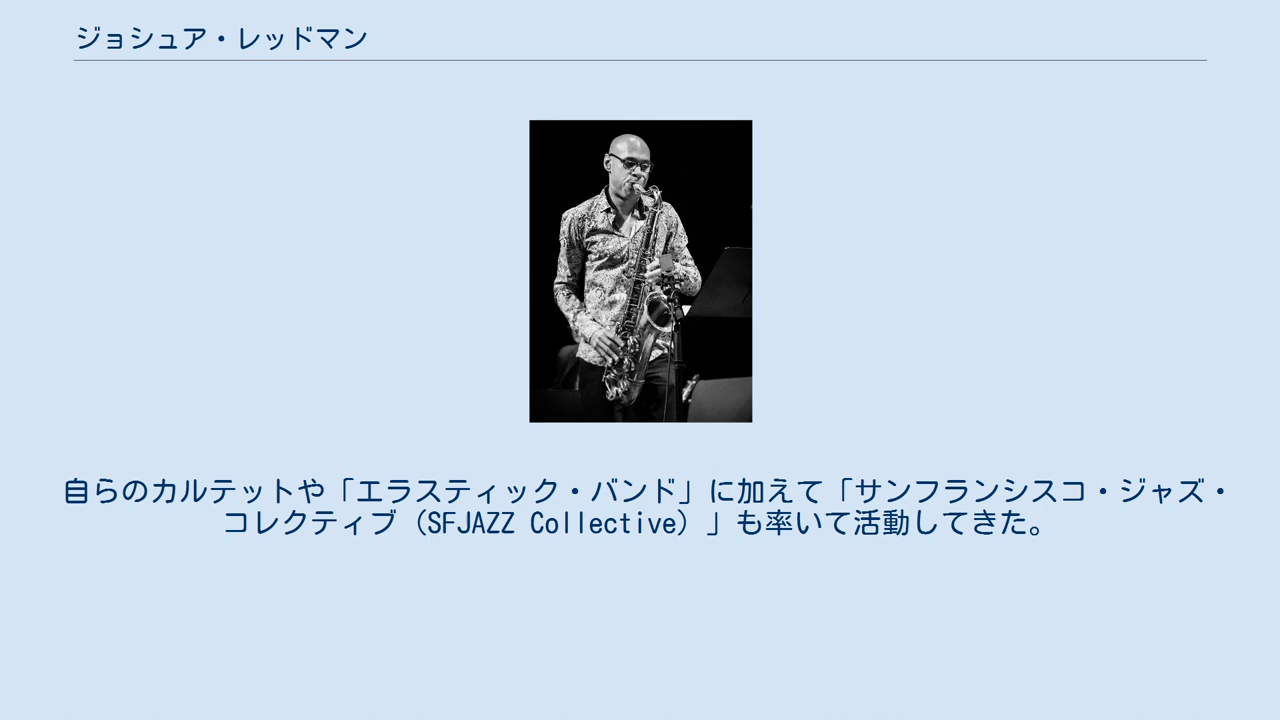 ジョシュア・レッドマン
自らのカルテットや「エラスティック・バンド」に加えて「サンフランシスコ・ジャズ・
コレクティブ（SFJAZZ Collective）」も率いて活動してきた。